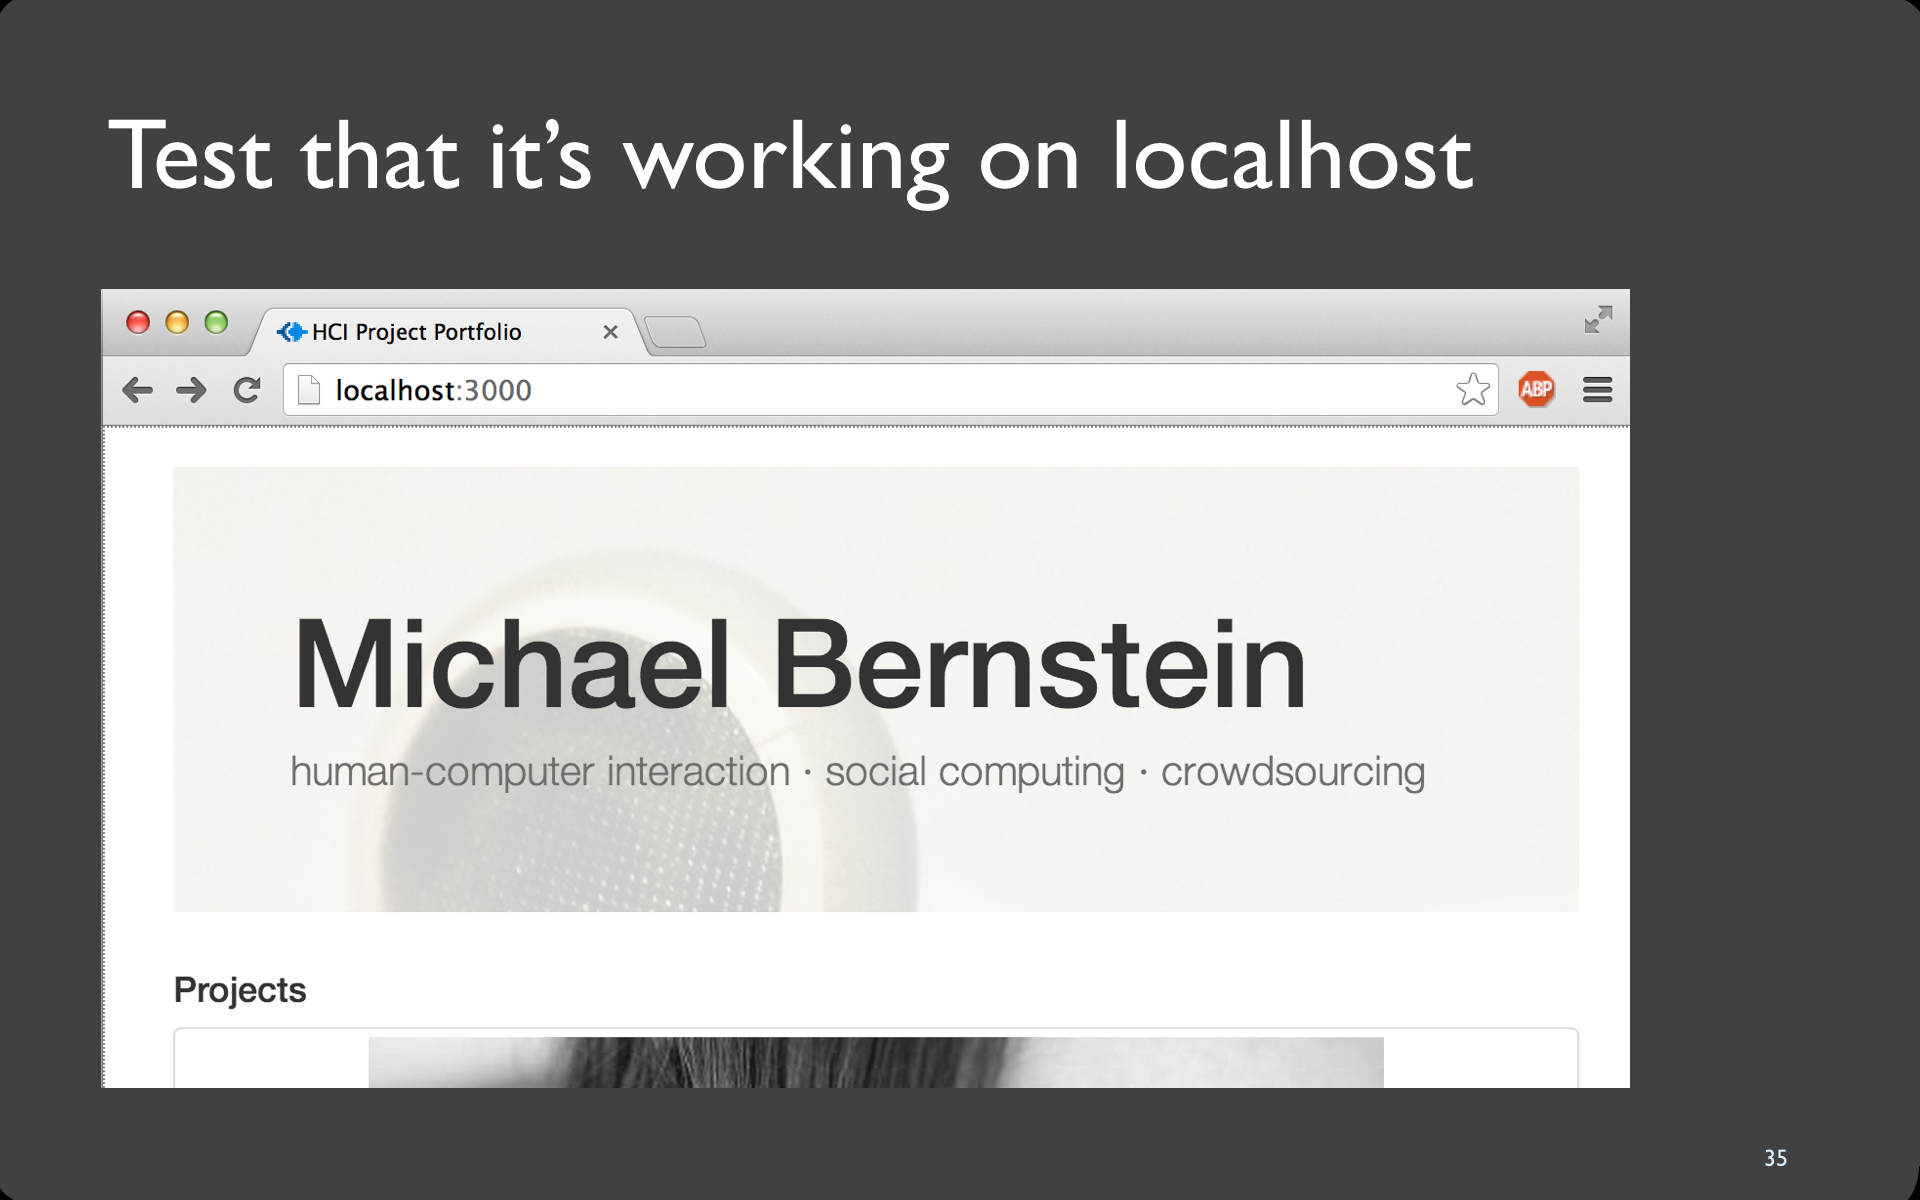 Test that it’s working on localhost
HCI Project Portfolio
localhost:3000
ABP
Michael Bernstein
human-computer interaction · social computing · crowdsourcing
Projects
35